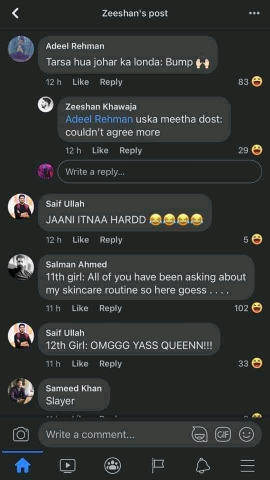 Zeeshan's post
Adeel Rehman
Tarsa hua johar ka londa: Bump 🙌🏻
12 h Like Reply 83 😆
Zeeshan Khawaja
Adeel Rehman uska meetha dost:
couldn't agree more
12 h Like Reply 29 😆
Write a reply...
Saif Ullah
JAANI ITNAA HARDD 😂😂😂😂
12 h Like Reply 5 😆
Salman Ahmed
11th girl: All of you have been asking about
my skincare routine so here goess . . . .
11 h Like Reply 102 😆
Saif Ullah
12th Girl: OMGGG YASS QUEENN!!!
11 h Like Reply 33 😆
Sameed Khan
Slayer
Write a comment...
GIF